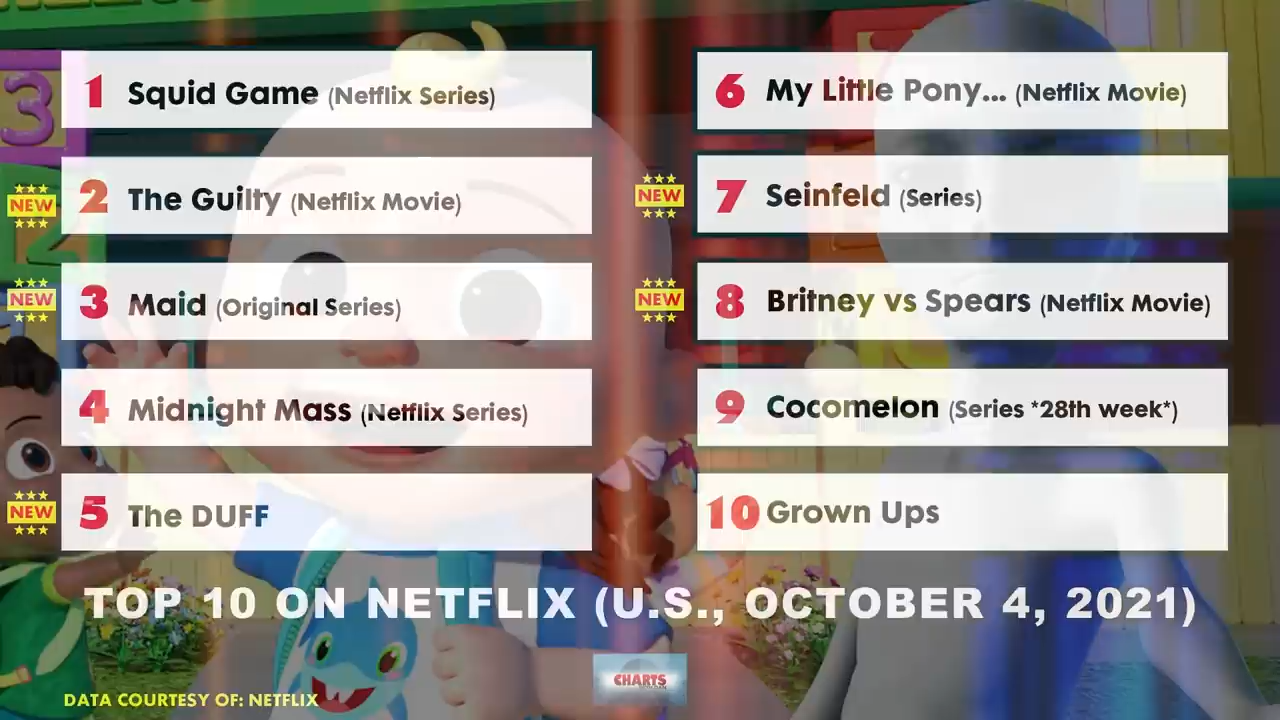 1 Squid Game (Netflix Series)
NEW 2 The Guilty (Netflix Movie)
NEW 3 Maid (Original Series)
4 Midnight Mass (Netflix Series)
NEW 5 The DUFF
6 My Little Pony... (Netflix Movie)
NEW 7 Seinfeld (Series)
NEW 8 Britney vs Spears (Netflix Movie)
9 Cocomelon (Series *28th week*)
10 Grown Ups
TOP 10 ON NETFLIX (U.S., OCTOBER 4, 2021)
DATA COURTESY OF: NETFLIX
CHARTS
3
2